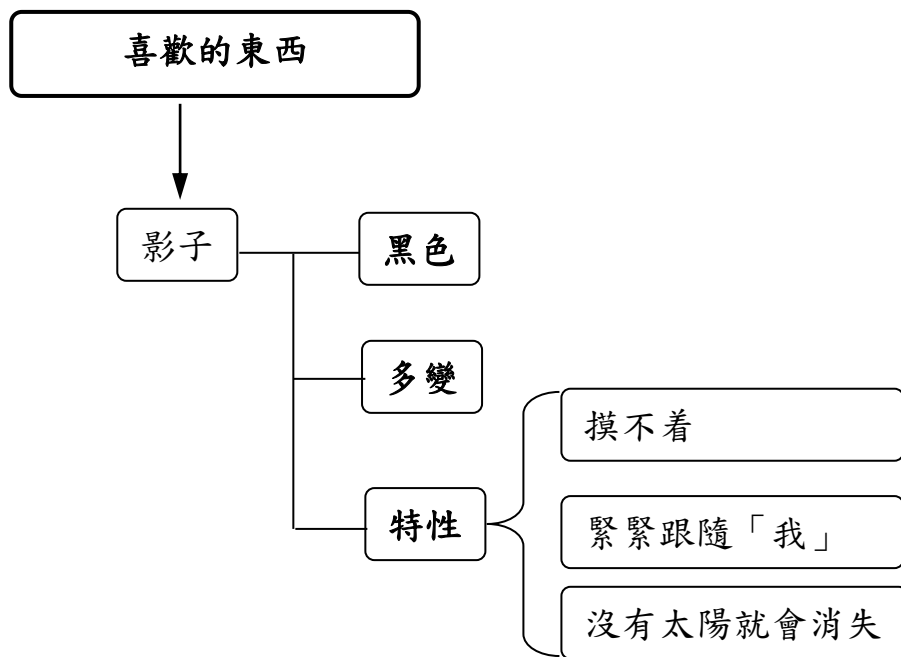 喜歡的東西
影子
黑色
多變
特性
摸不着
緊緊跟隨「我」
沒有太陽就會消失